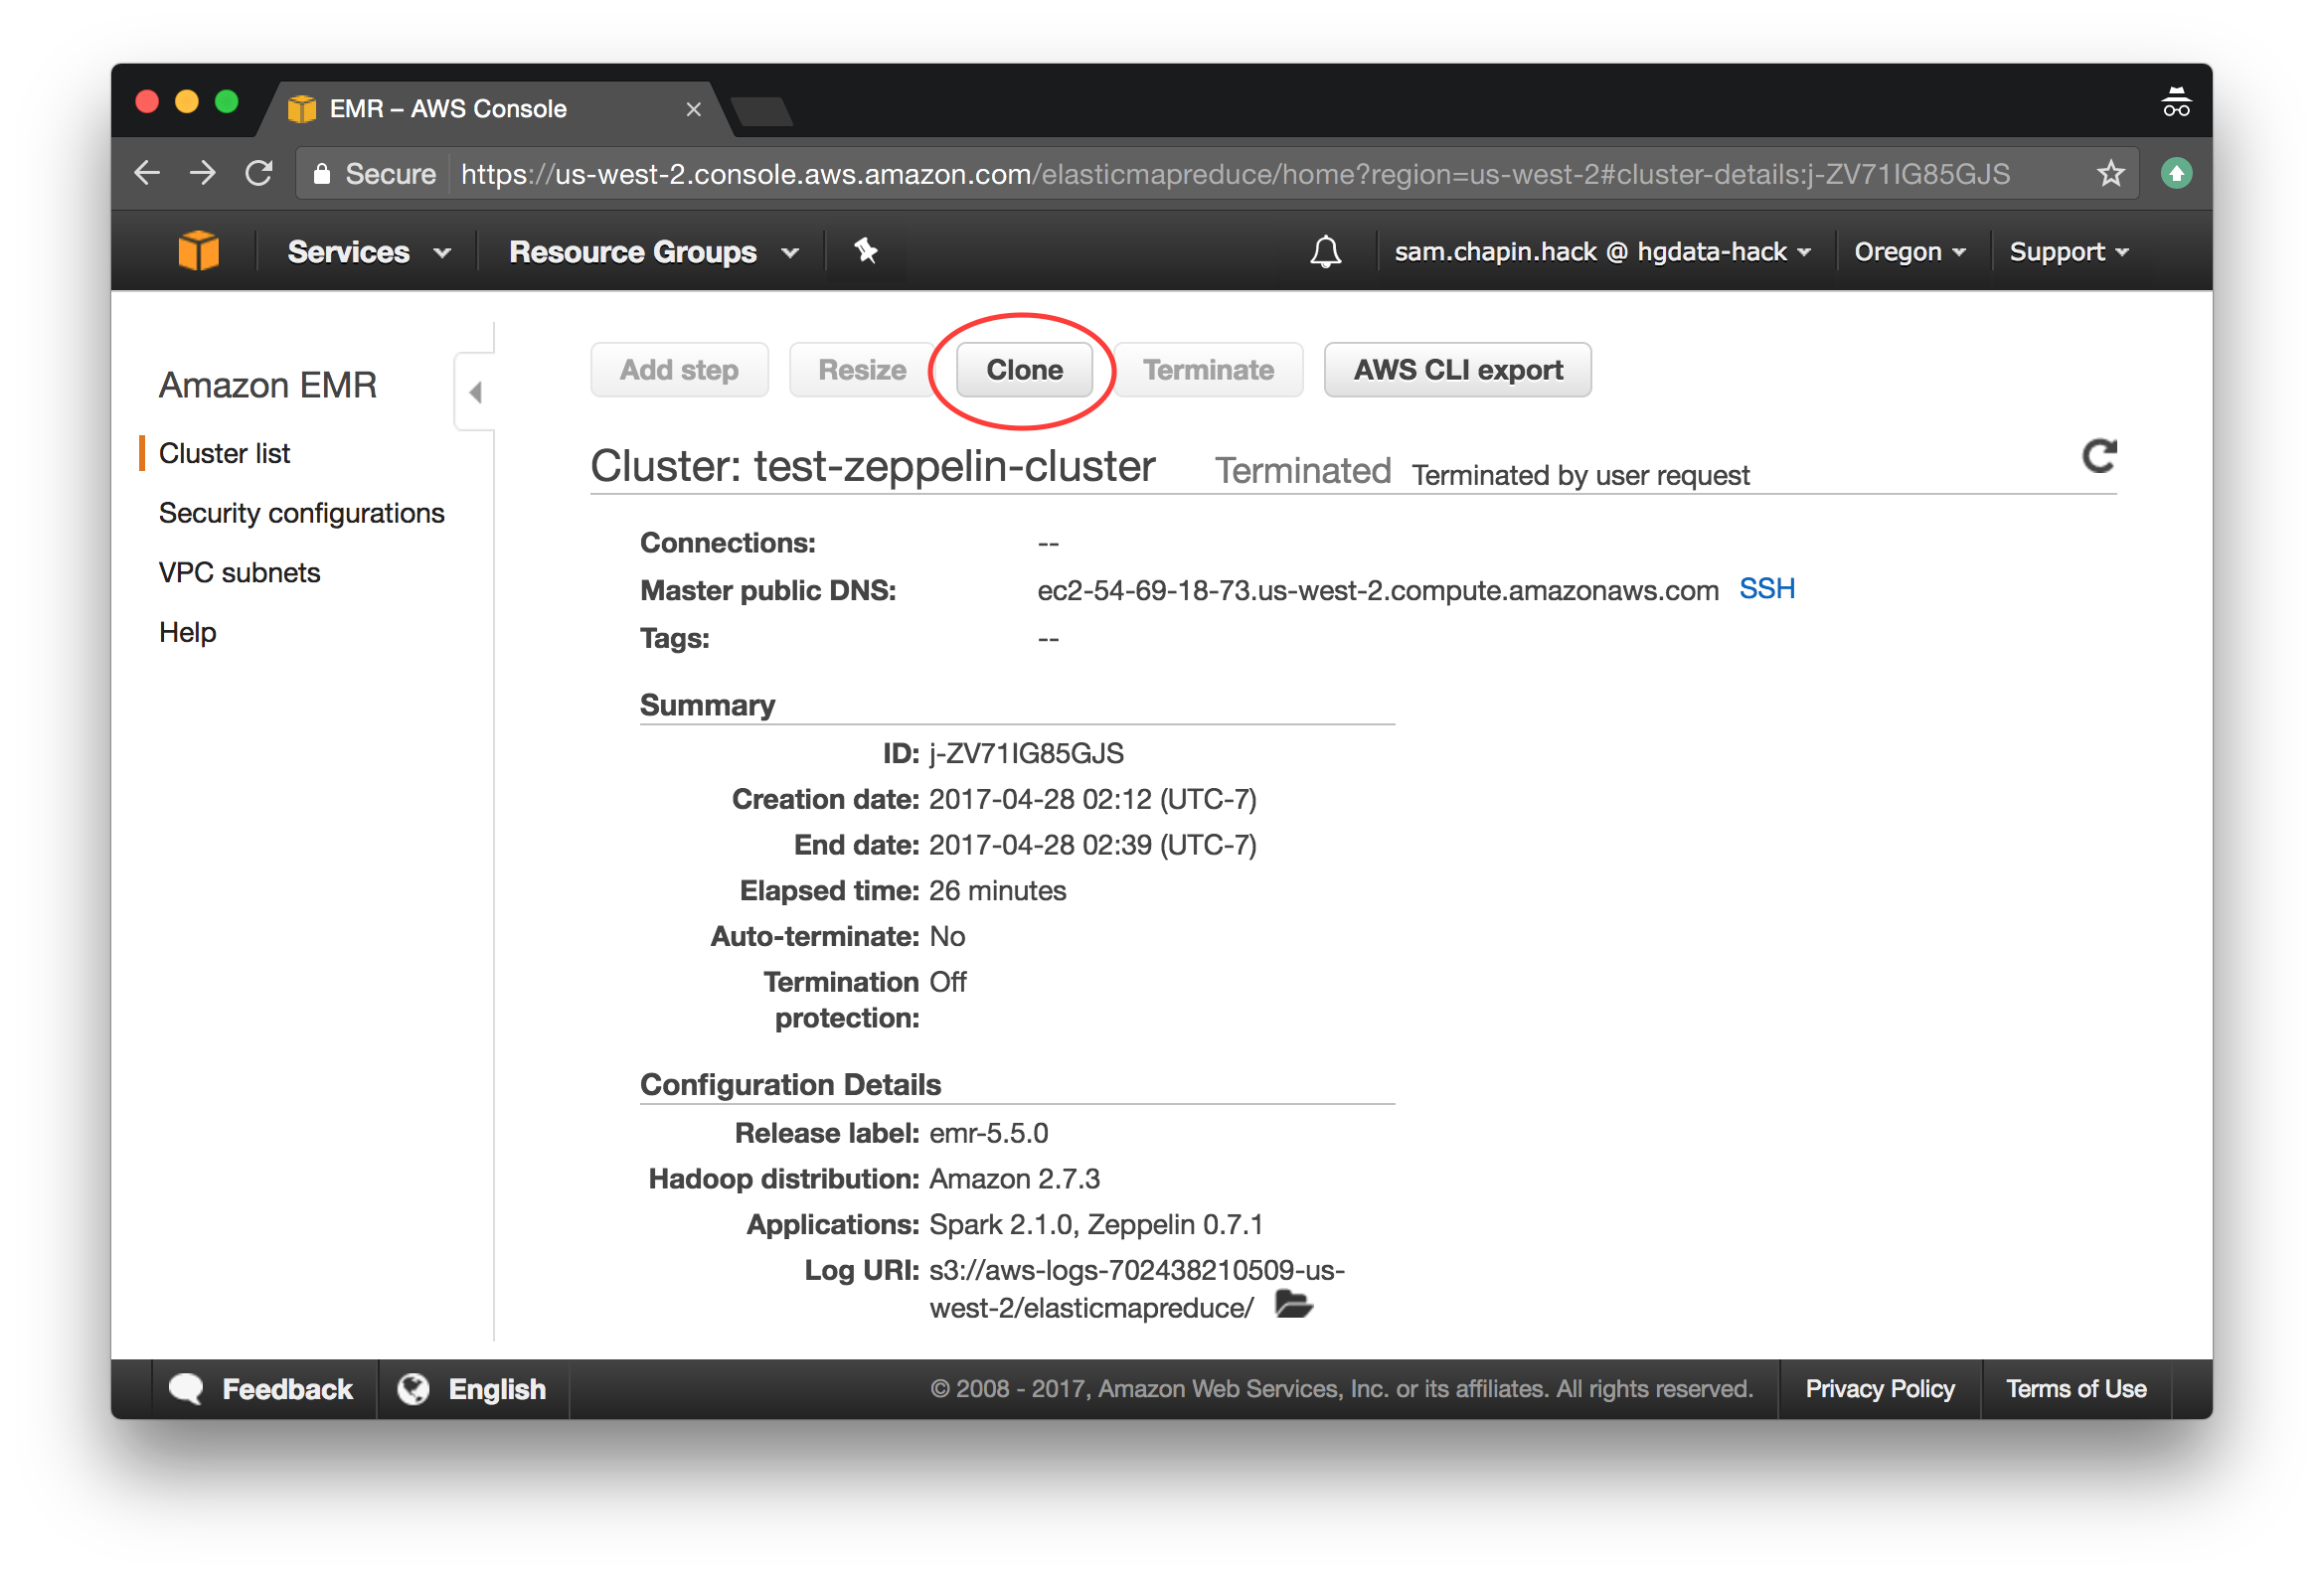 EMR – AWS Console ×
Secure https://us-west-2.console.aws.amazon.com/elasticmapreduce/home?region=us-west-2#cluster-details:j-ZV71IG85GJS
Services Resource Groups sam.chapin.hack @ hgdata-hack Oregon Support
Amazon EMR
Cluster list
Security configurations
VPC subnets
Help
Add step Resize Clone Terminate AWS CLI export
Cluster: test-zeppelin-cluster Terminated Terminated by user request
Connections: --
Master public DNS: ec2-54-69-18-73.us-west-2.compute.amazonaws.com SSH
Tags: --
Summary
ID: j-ZV71IG85GJS
Creation date: 2017-04-28 02:12 (UTC-7)
End date: 2017-04-28 02:39 (UTC-7)
Elapsed time: 26 minutes
Auto-terminate: No
Termination Off
protection:
Configuration Details
Release label: emr-5.5.0
Hadoop distribution: Amazon 2.7.3
Applications: Spark 2.1.0, Zeppelin 0.7.1
Log URI: s3://aws-logs-702438210509-us-
west-2/elasticmapreduce/
Feedback English © 2008 - 2017, Amazon Web Services, Inc. or its affiliates. All rights reserved. Privacy Policy Terms of Use